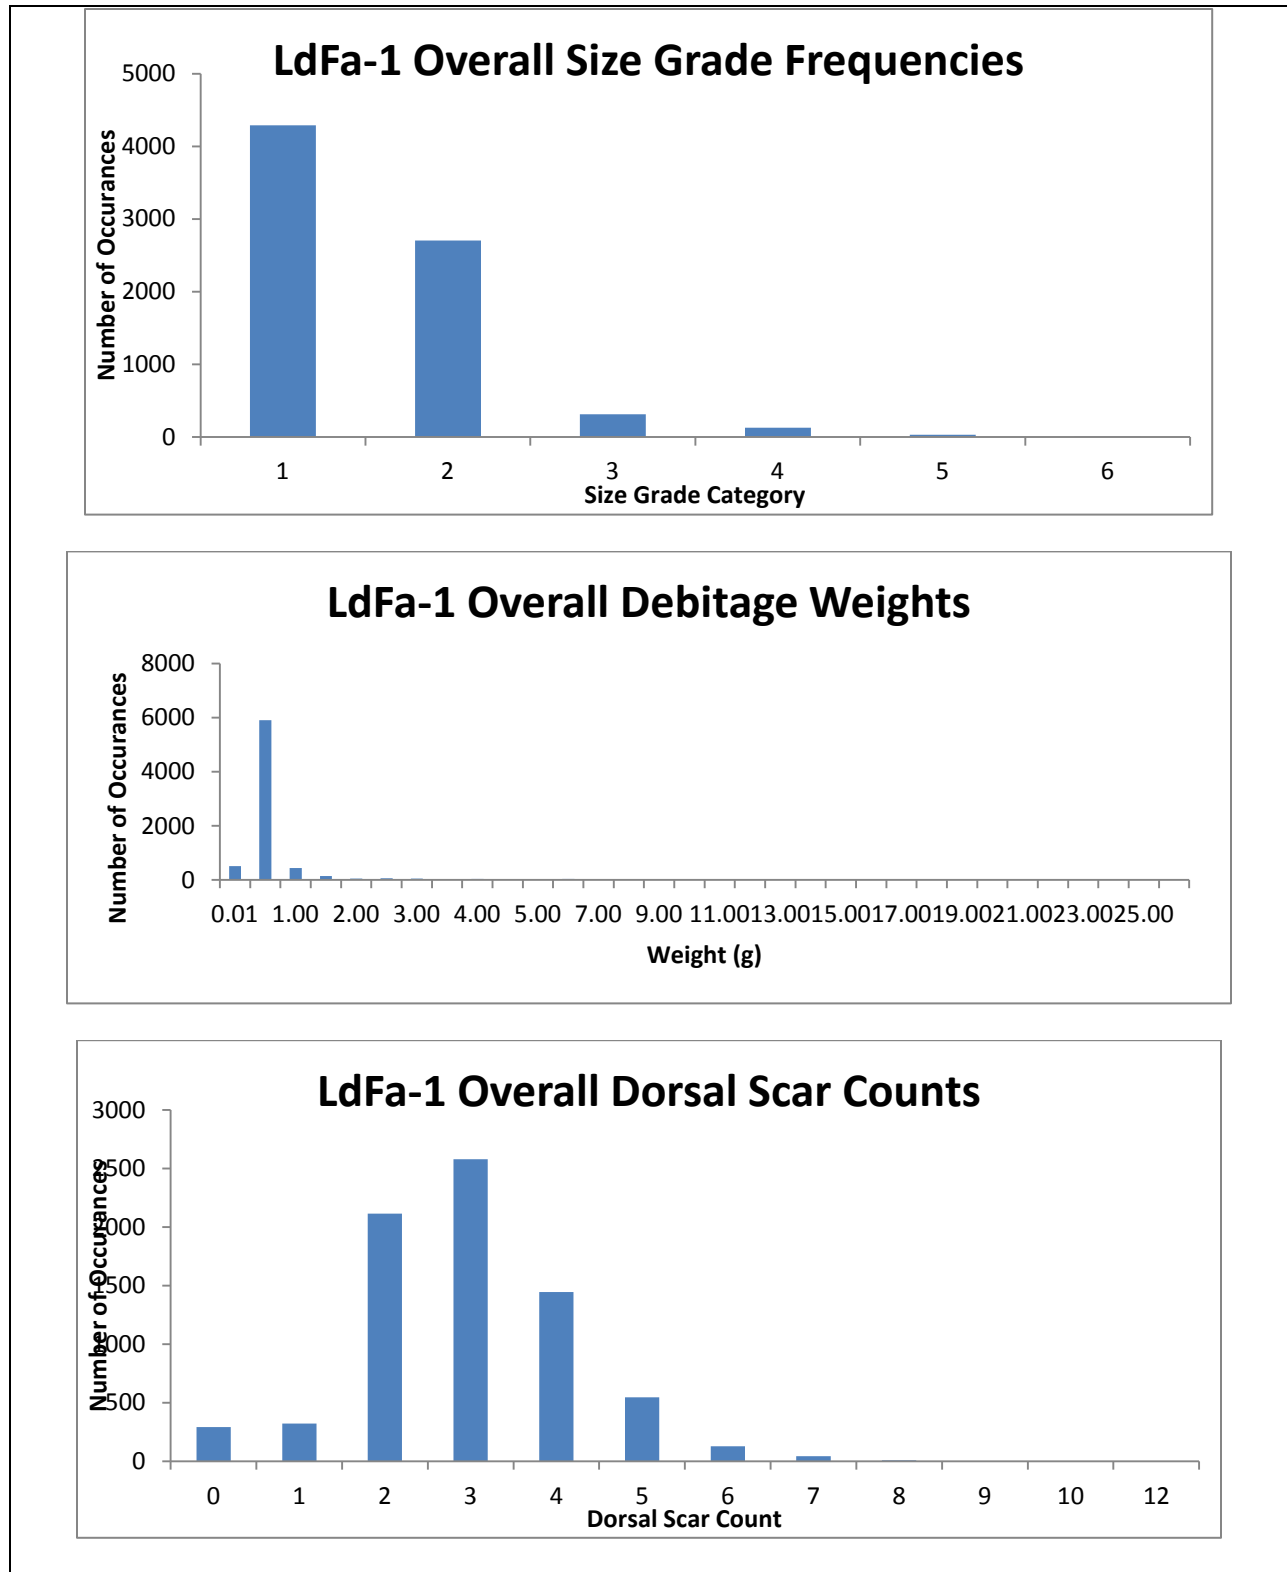 LdFa-1 Overall Size Grade Frequencies
Number of Occurances
5000
4000
3000
2000
1000
0
1 2 3 4 5 6
Size Grade Category
LdFa-1 Overall Debitage Weights
Number of Occurances
8000
6000
4000
2000
0
0.01 1.00 2.00 3.00 4.00 5.00 7.00 9.00 11.00 13.00 15.00 17.00 19.00 21.00 23.00 25.00
Weight (g)
LdFa-1 Overall Dorsal Scar Counts
Number of Occurances
3000
2500
2000
1500
1000
500
0
0 1 2 3 4 5 6 7 8 9 10 12
Dorsal Scar Count